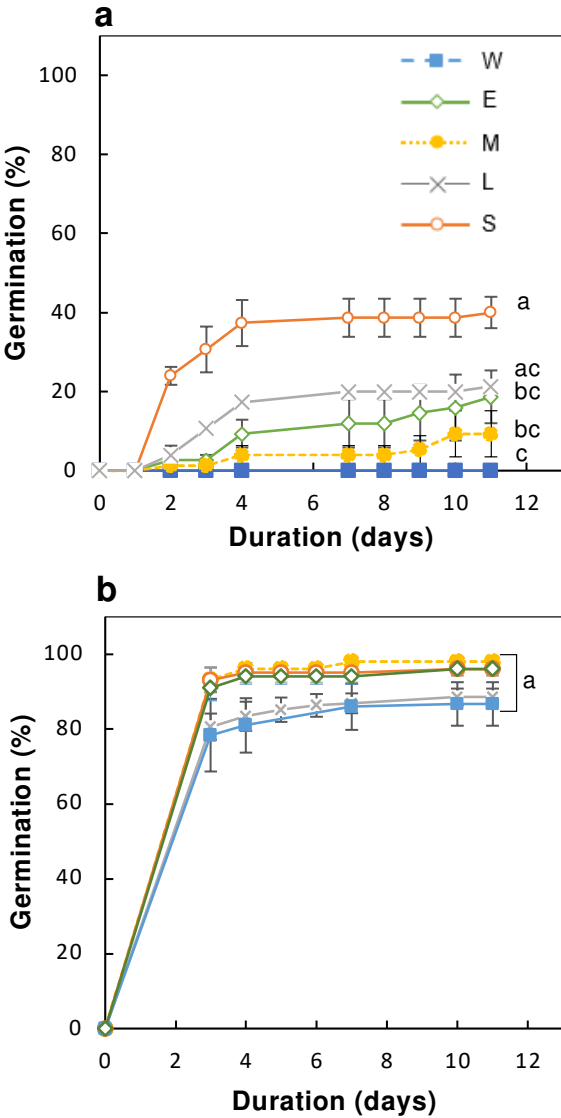 a
100
80
60
40
20
0
Germination (%)
W
E
M
L
S
a
ac
bc
bc
c
0 2 4 6 8 10 12
Duration (days)
b
100
80
60
40
20
0
Germination (%)
a
0 2 4 6 8 10 12
Duration (days)